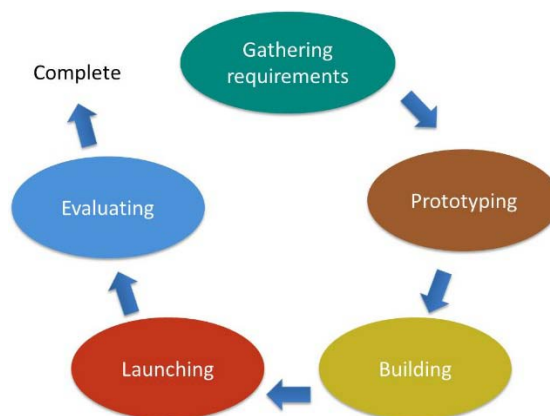 Gathering
requirements
Prototyping
Building
Launching
Evaluating
Complete